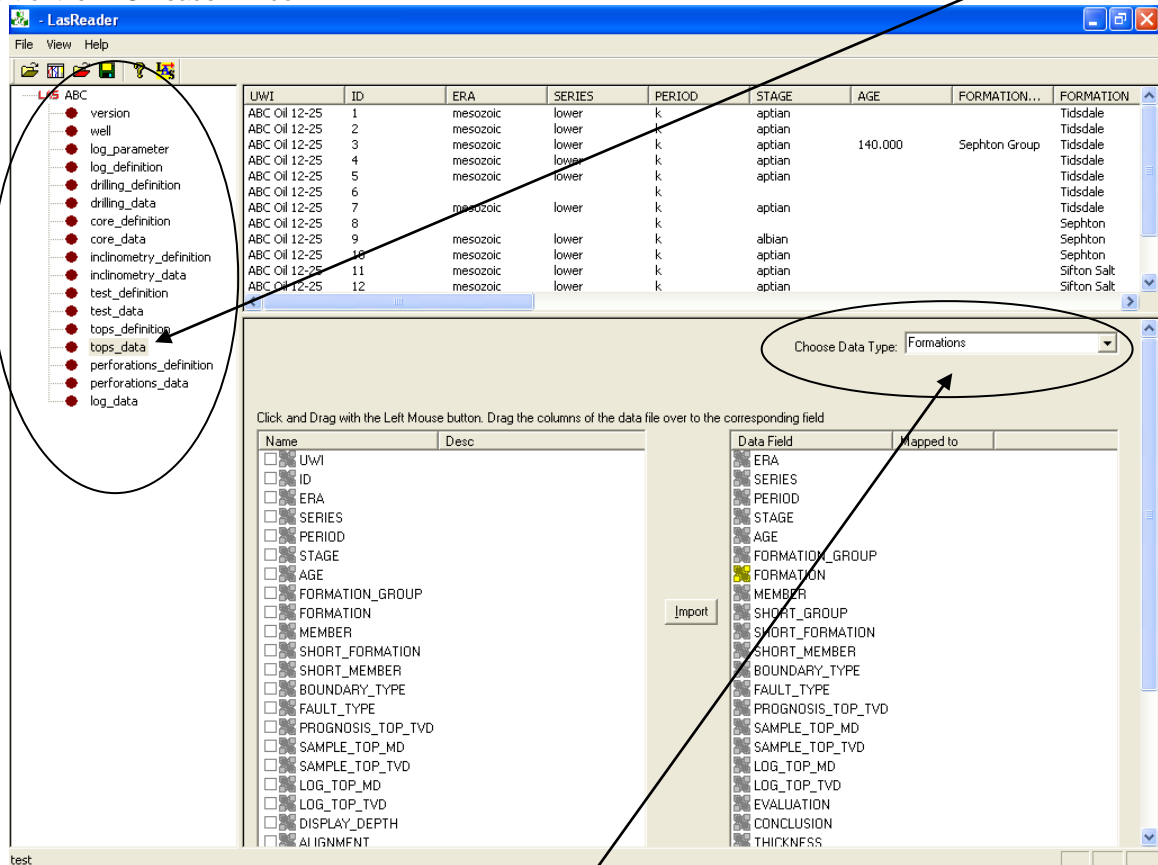 - LasReader
File View Help
LAS ABC
version
well
log_parameter
log_definition
drilling_definition
drilling_data
core_definition
core_data
inclinometry_definition
inclinometry_data
test_definition
test_data
tops_definition
tops_data
perforations_definition
perforations_data
log_data
UWI ID ERA SERIES PERIOD STAGE AGE FORMATION... FORMATION
ABC Oil 12-25 1 mesozoic lower k aptian Tidsdale
ABC Oil 12-25 2 mesozoic lower k aptian Tidsdale
ABC Oil 12-25 3 mesozoic lower k aptian 140.000 Sephton Group Tidsdale
ABC Oil 12-25 4 mesozoic lower k aptian Tidsdale
ABC Oil 12-25 5 mesozoic lower k aptian Tidsdale
ABC Oil 12-25 6 k Tidsdale
ABC Oil 12-25 7 mesozoic lower k aptian Tidsdale
ABC Oil 12-25 8 k Sephton
ABC Oil 12-25 9 mesozoic lower k albian Sephton
ABC Oil 12-25 10 mesozoic lower k aptian Sephton
ABC Oil 12-25 11 mesozoic lower k aptian Sifton Salt
ABC Oil 12-25 12 mesozoic lower k aptian Sifton Salt
Choose Data Type: Formations
Click and Drag with the Left Mouse button. Drag the columns of the data file over to the corresponding field
Name Desc
UWI
ID
ERA
SERIES
PERIOD
STAGE
AGE
FORMATION_GROUP
FORMATION
MEMBER
SHORT_FORMATION
SHORT_MEMBER
BOUNDARY_TYPE
FAULT_TYPE
PROGNOSIS_TOP_TVD
SAMPLE_TOP_MD
SAMPLE_TOP_TVD
LOG_TOP_MD
LOG_TOP_TVD
DISPLAY_DEPTH
ALIGNMENT
Import
Data Field Mapped to
ERA
SERIES
PERIOD
STAGE
AGE
FORMATION_GROUP
FORMATION
MEMBER
SHORT_GROUP
SHORT_FORMATION
SHORT_MEMBER
BOUNDARY_TYPE
FAULT_TYPE
PROGNOSIS_TOP_TVD
SAMPLE_TOP_MD
SAMPLE_TOP_TVD
LOG_TOP_MD
LOG_TOP_TVD
EVALUATION
CONCLUSION
THICKNESS
test